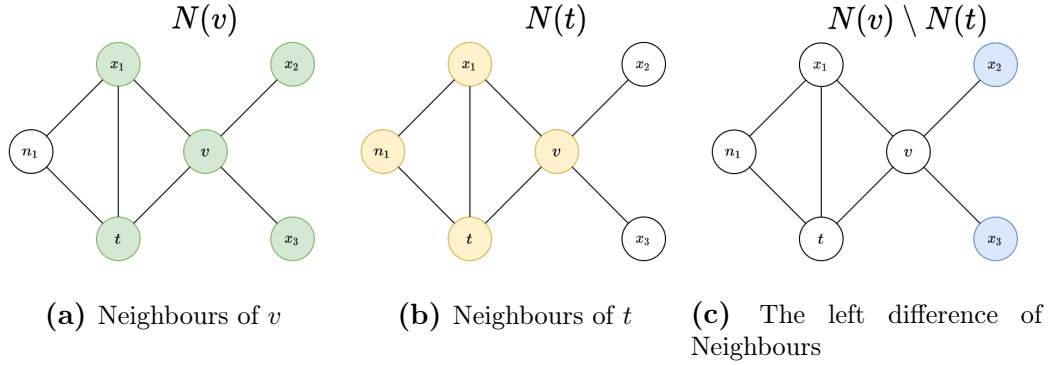 N(v)
N(t)
N(v) \ N(t)
x₁
x₂
n₁
v
t
x₃
x₁
x₂
n₁
v
t
x₃
x₁
x₂
n₁
v
t
x₃
(a) Neighbours of v
(b) Neighbours of t
(c) The left difference of
Neighbours